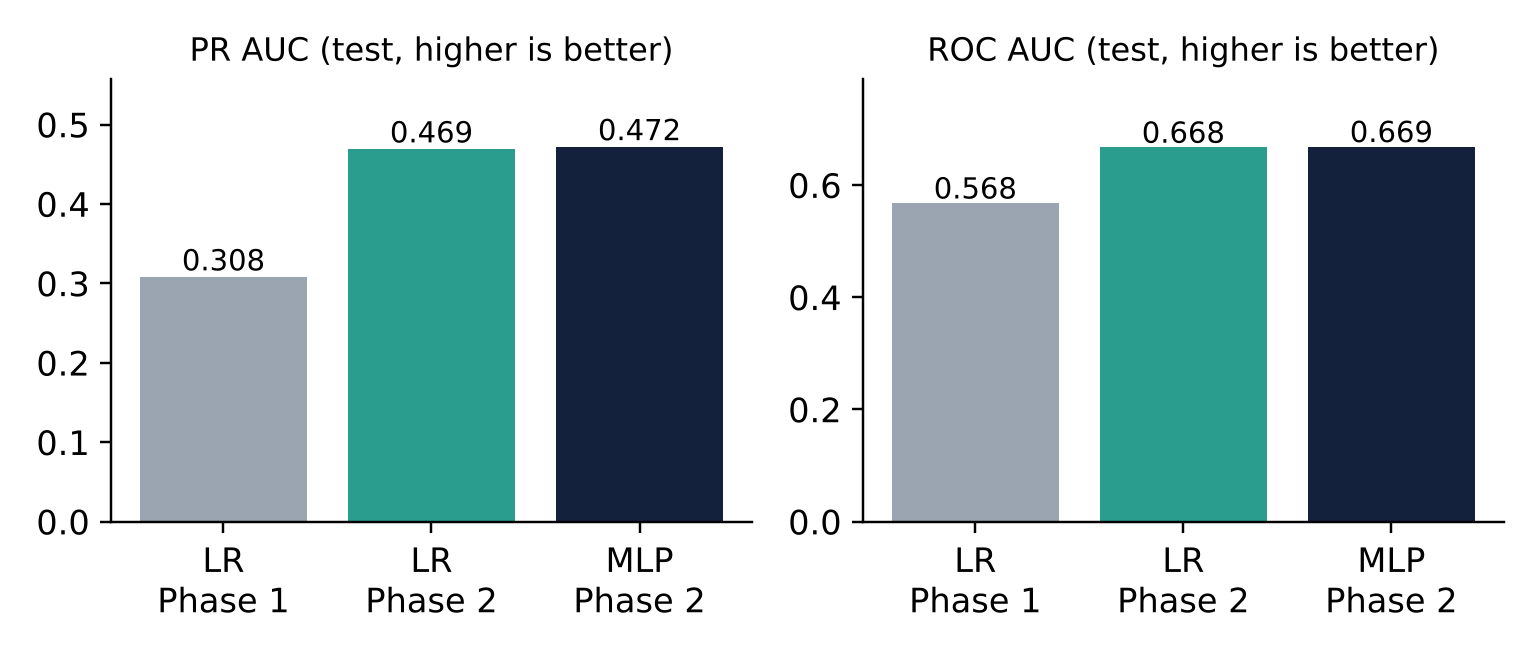 PR AUC (test, higher is better)
0.5
0.4
0.3
0.2
0.1
0.0
0.308
0.469
0.472
LR
Phase 1
LR
Phase 2
MLP
Phase 2
ROC AUC (test, higher is better)
0.6
0.4
0.2
0.0
0.568
0.668
0.669
LR
Phase 1
LR
Phase 2
MLP
Phase 2